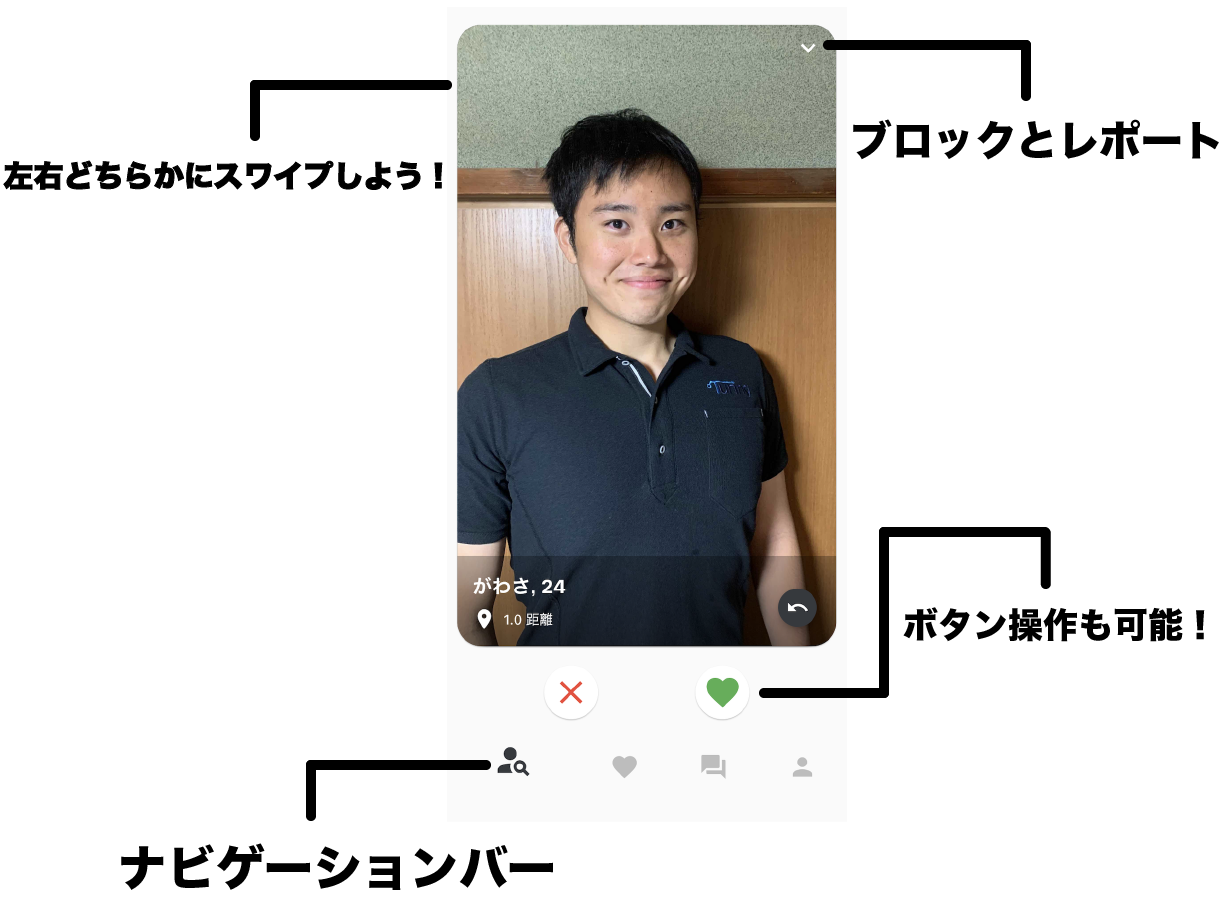 左右どちらかにスワイプしよう！
ブロックとレポート
がわさ, 24
1.0 距離
ボタン操作も可能！
ナビゲーションバー